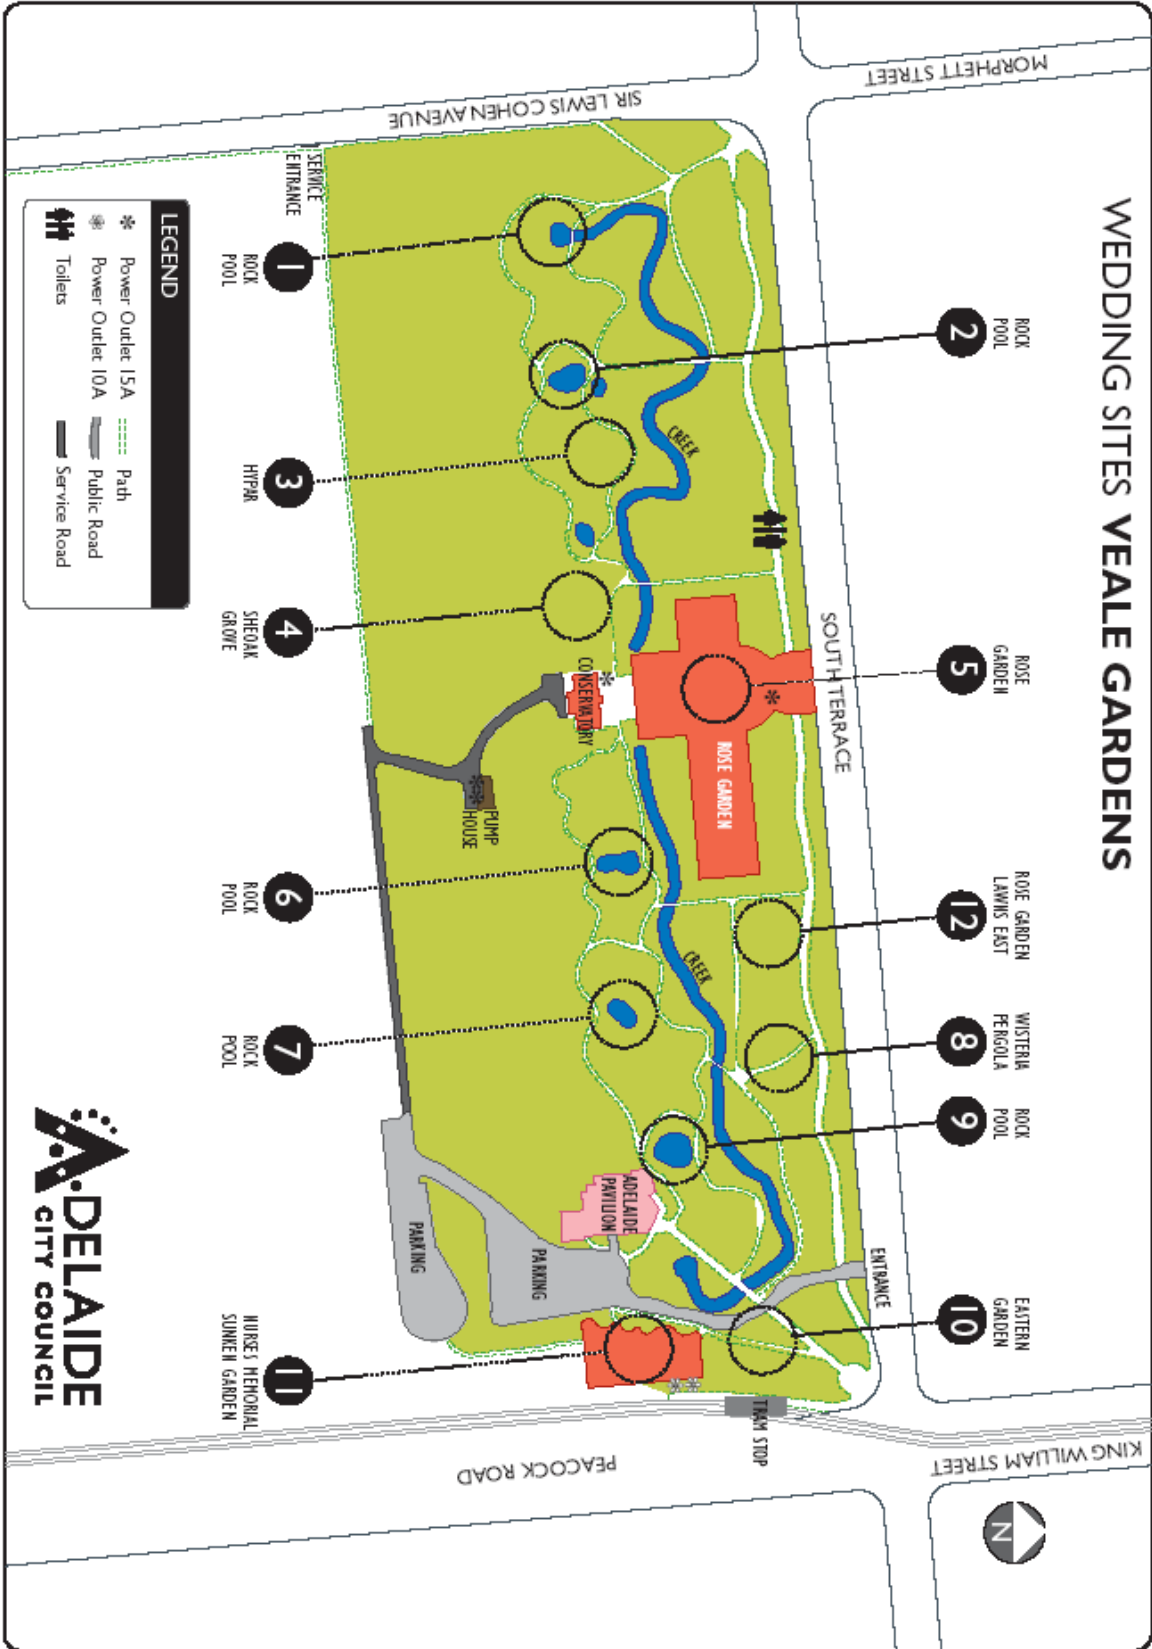 WEDDING SITES VEALE GARDENS
MORPHETT STREET
SIR LEWIS COHEN AVENUE
SOUTH TERRACE
KING WILLIAM STREET
PEACOCK ROAD
N
ROCK
POOL
2
ROSE
GARDEN
5
ROSE GARDEN
LAWNS EAST
12
WISTERIA
PERGOLA
8
ROCK
POOL
9
EASTERN
GARDEN
10
ENTRANCE
TRAM STOP
CREEK
ROSE GARDEN
CONSERVATORY
PUMP
HOUSE
CREEK
ADELAIDE
PAVILION
PARKING
PARKING
SERVICE
ENTRANCE
1
ROCK
POOL
3
HYPAR
4
SHEOAK
GROVE
6
ROCK
POOL
7
ROCK
POOL
11
NURSES MEMORIAL
SUNKEN GARDEN
LEGEND
Power Outlet 15A
Power Outlet 10A
Toilets
Path
Public Road
Service Road
ADELAIDE
CITY COUNCIL